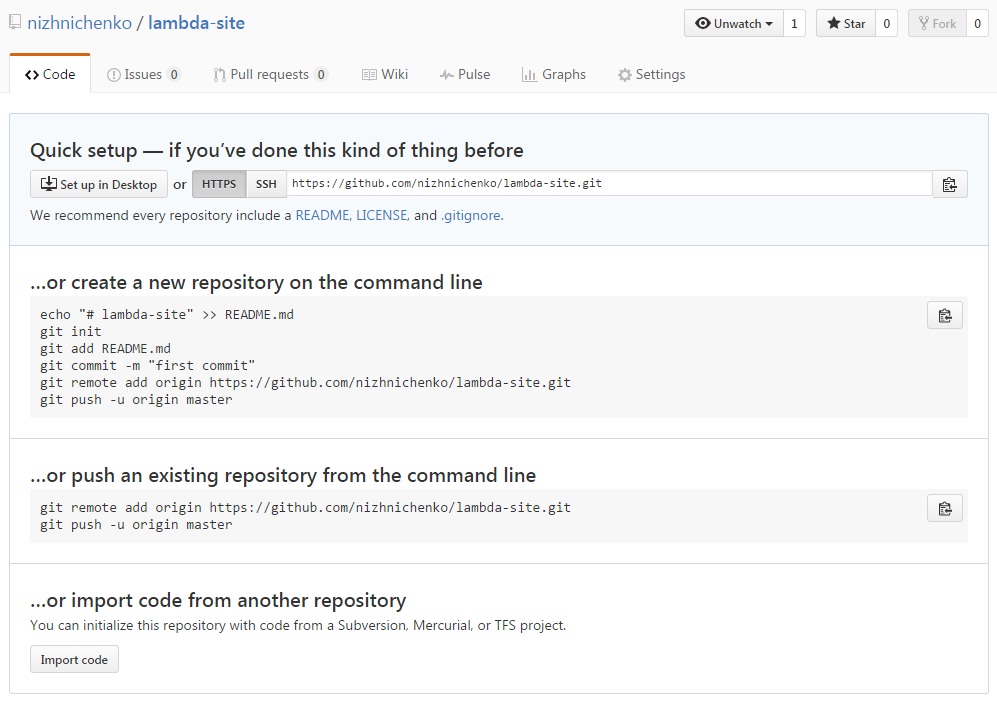 nizhnichenko / lambda-site
Unwatch 1 Star 0 Fork 0
Code Issues 0 Pull requests 0 Wiki Pulse Graphs Settings
Quick setup — if you’ve done this kind of thing before
Set up in Desktop or HTTPS SSH https://github.com/nizhnichenko/lambda-site.git
We recommend every repository include a README, LICENSE, and .gitignore.
…or create a new repository on the command line
echo "# lambda-site" >> README.md
git init
git add README.md
git commit -m "first commit"
git remote add origin https://github.com/nizhnichenko/lambda-site.git
git push -u origin master
…or push an existing repository from the command line
git remote add origin https://github.com/nizhnichenko/lambda-site.git
git push -u origin master
…or import code from another repository
You can initialize this repository with code from a Subversion, Mercurial, or TFS project.
Import code